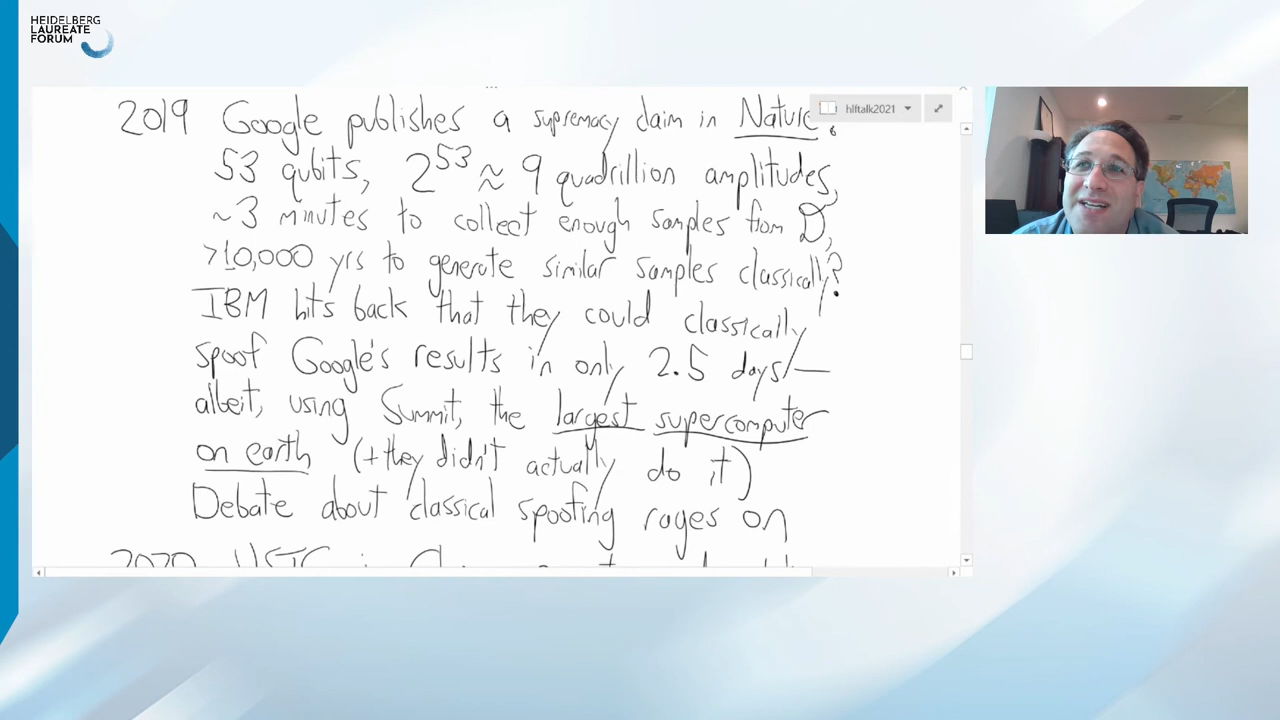 HEIDELBERG
LAUREATE
FORUM
hlftalk2021
2019 Google publishes a supremacy claim in Nature:
53 qubits, 2^53 ≈ 9 quadrillion amplitudes,
~3 minutes to collect enough samples from D,
>10,000 yrs to generate similar samples classically?
IBM hits back that they could classically
spoof Google's results in only 2.5 days—
albeit, using Summit, the largest supercomputer
on earth (+they didn't actually do it)
Debate about classical spoofing rages on
2020 USTC in